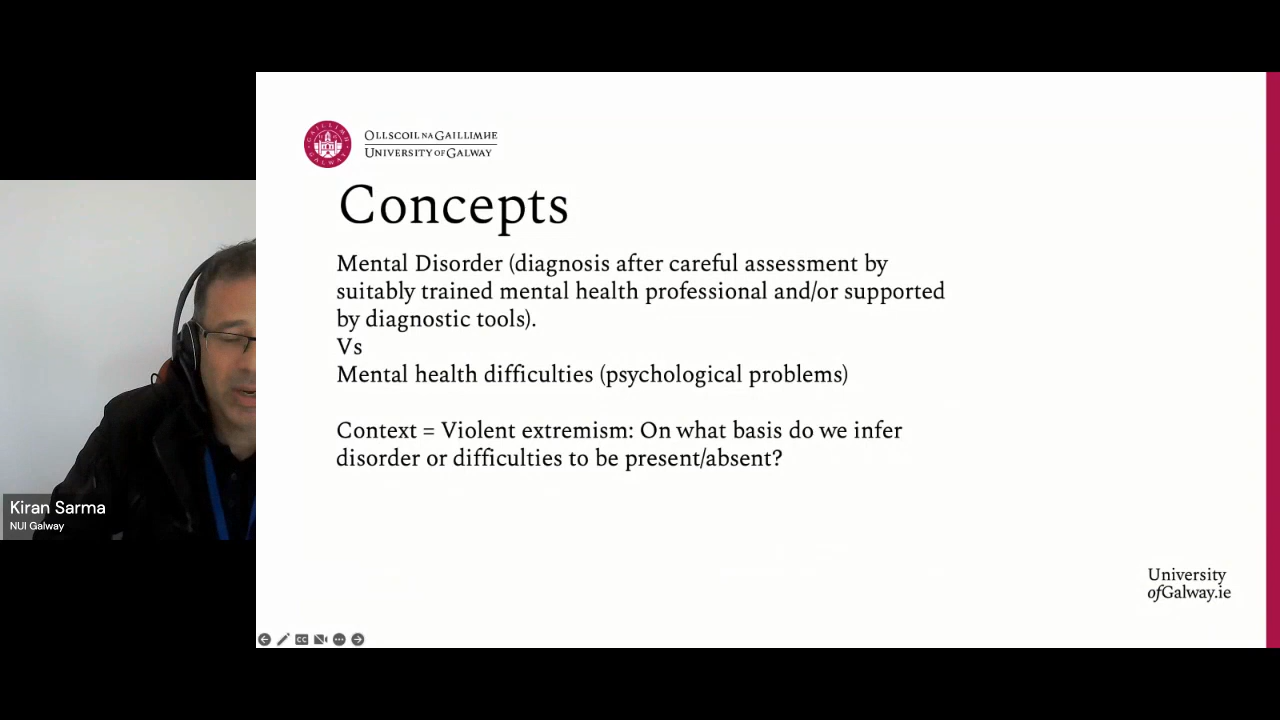 OLLSCOIL NA GAILLIMHE
UNIVERSITY OF GALWAY
Concepts
Mental Disorder (diagnosis after careful assessment by
suitably trained mental health professional and/or supported
by diagnostic tools).
Vs
Mental health difficulties (psychological problems)
Context = Violent extremism: On what basis do we infer
disorder or difficulties to be present/absent?
Kiran Sarma
NUI Galway
University
ofGalway.ie
CC